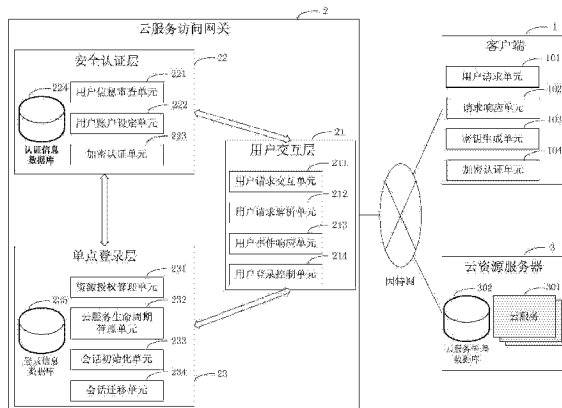 2
云服务访问网关
安全认证层
22
224
认证信息
数据库
221
用户信息审查单元
222
用户账户设定单元
223
加密认证单元
21
用户交互层
211
用户请求交互单元
212
用户请求解析单元
213
用户事件响应单元
214
用户登录控制单元
单点登录层
235
登录信息
数据库
231
资源授权管理单元
232
云服务生命周期
管理单元
233
会话初始化单元
234
会话迁移单元
23
因特网
1
客户端
101
用户请求单元
102
请求响应单元
103
密钥生成单元
104
加密认证单元
3
云资源服务器
302
云服务管理
数据库
301
云服务